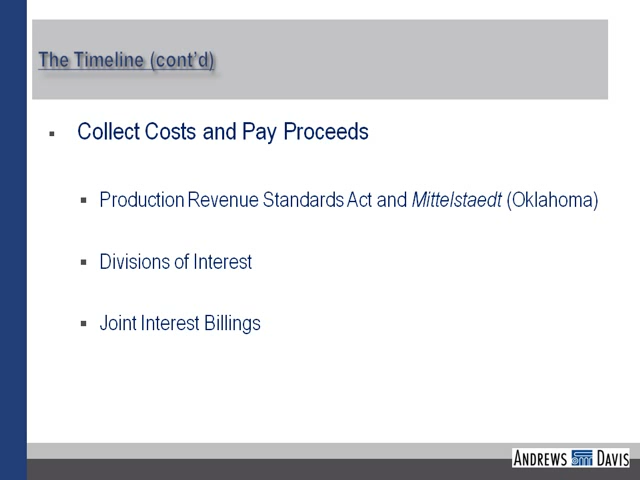 The Timeline (cont'd)
Collect Costs and Pay Proceeds
Production Revenue Standards Act and Mittelstaedt (Oklahoma)
Divisions of Interest
Joint Interest Billings
ANDREWS DAVIS